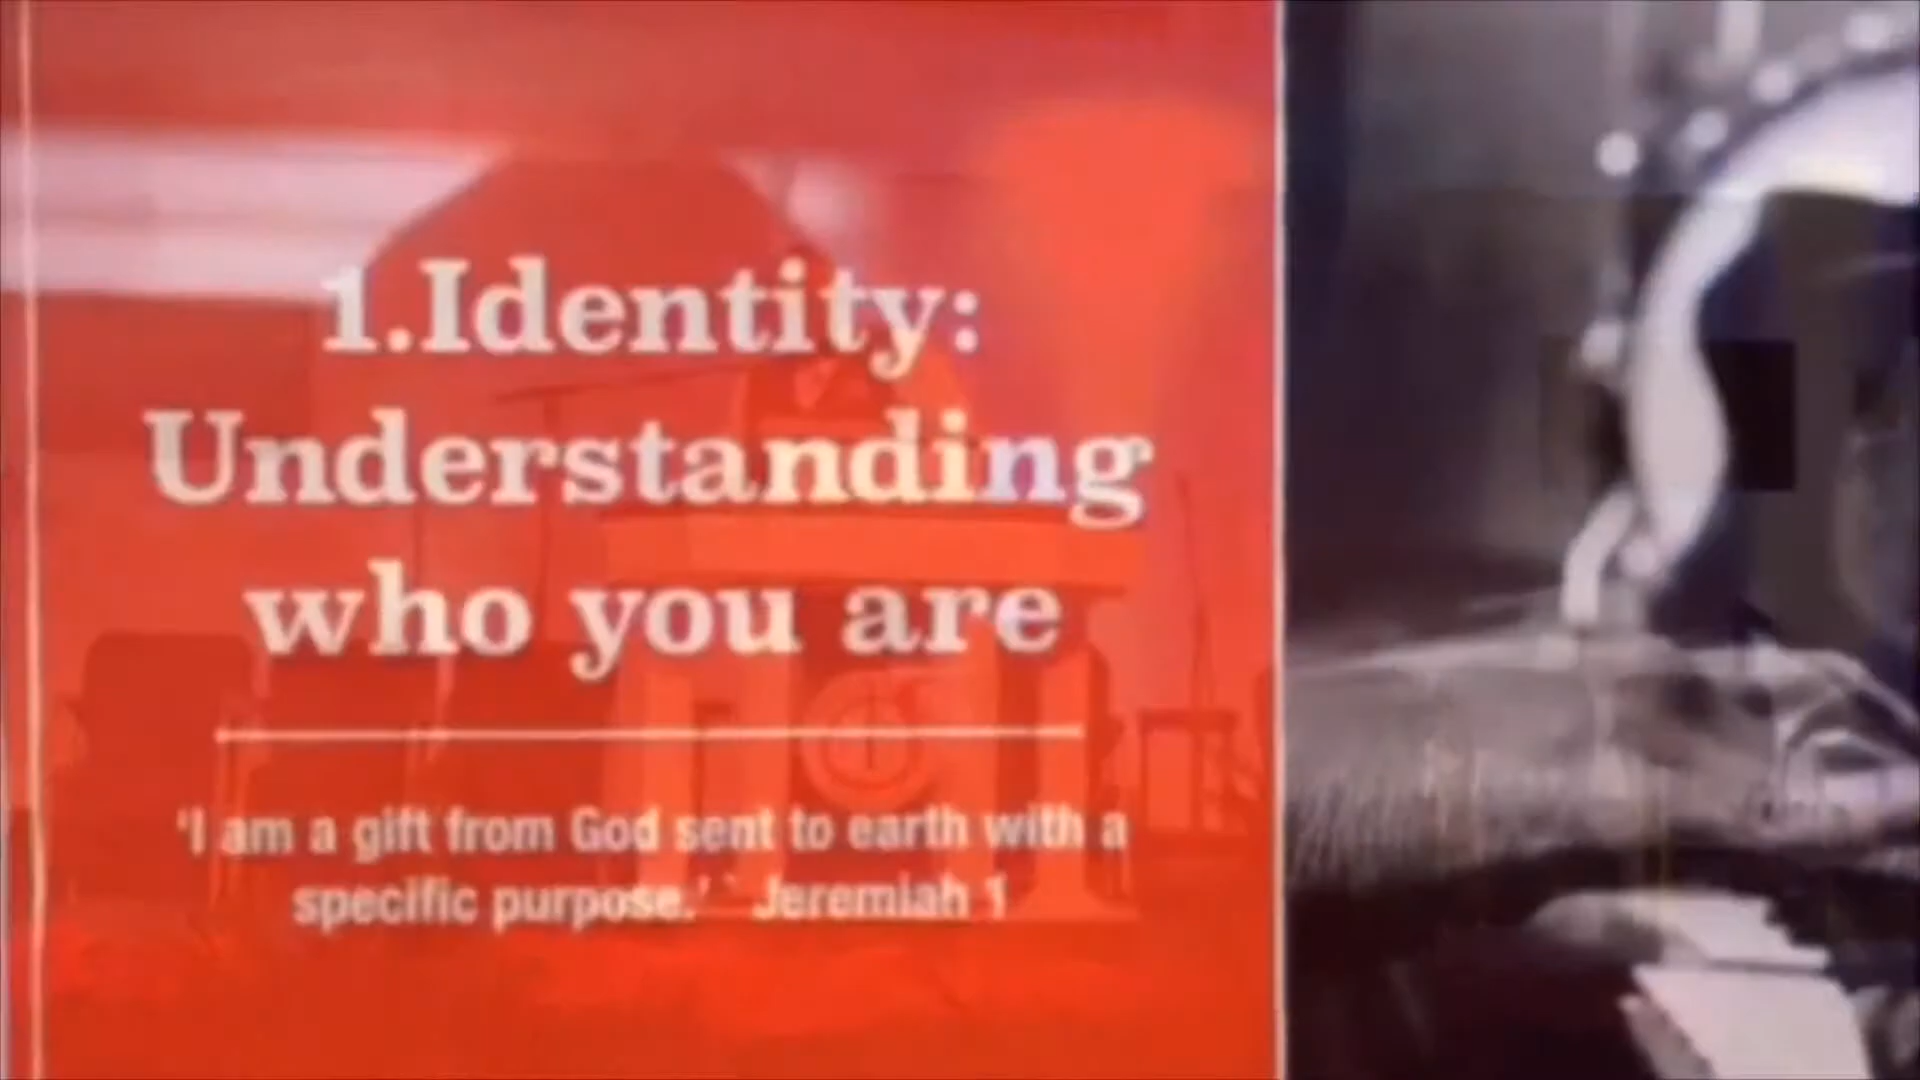 1.Identity:
Understanding
who you are
'I am a gift from God sent to earth with a
specific purpose.' Jeremiah 1